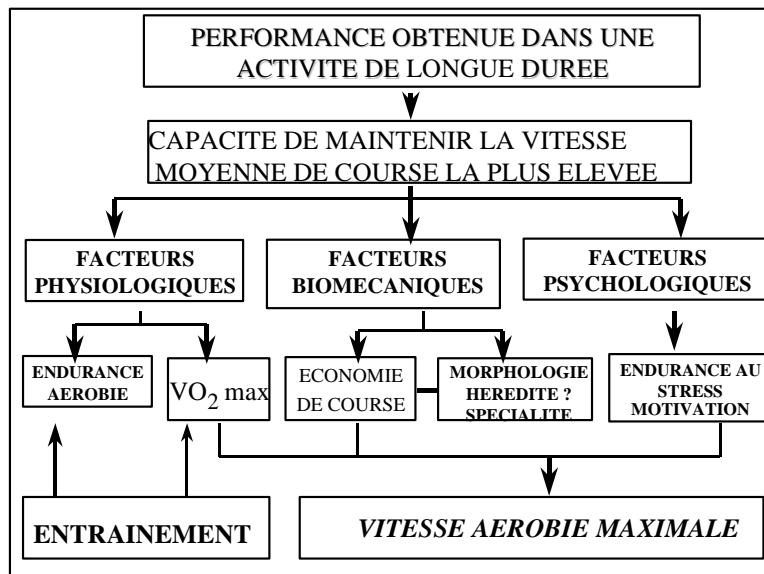 PERFORMANCE OBTENUE DANS UNE
ACTIVITE DE LONGUE DUREE
CAPACITE DE MAINTENIR LA VITESSE
MOYENNE DE COURSE LA PLUS ELEVEE
FACTEURS
PHYSIOLOGIQUES
FACTEURS
BIOMECANIQUES
FACTEURS
PSYCHOLOGIQUES
ENDURANCE
AEROBIE
VO2 max
ECONOMIE
DE COURSE
MORPHOLOGIE
HEREDITE ?
SPECIALITE
ENDURANCE AU
STRESS
MOTIVATION
ENTRAINEMENT
VITESSE AEROBIE MAXIMALE